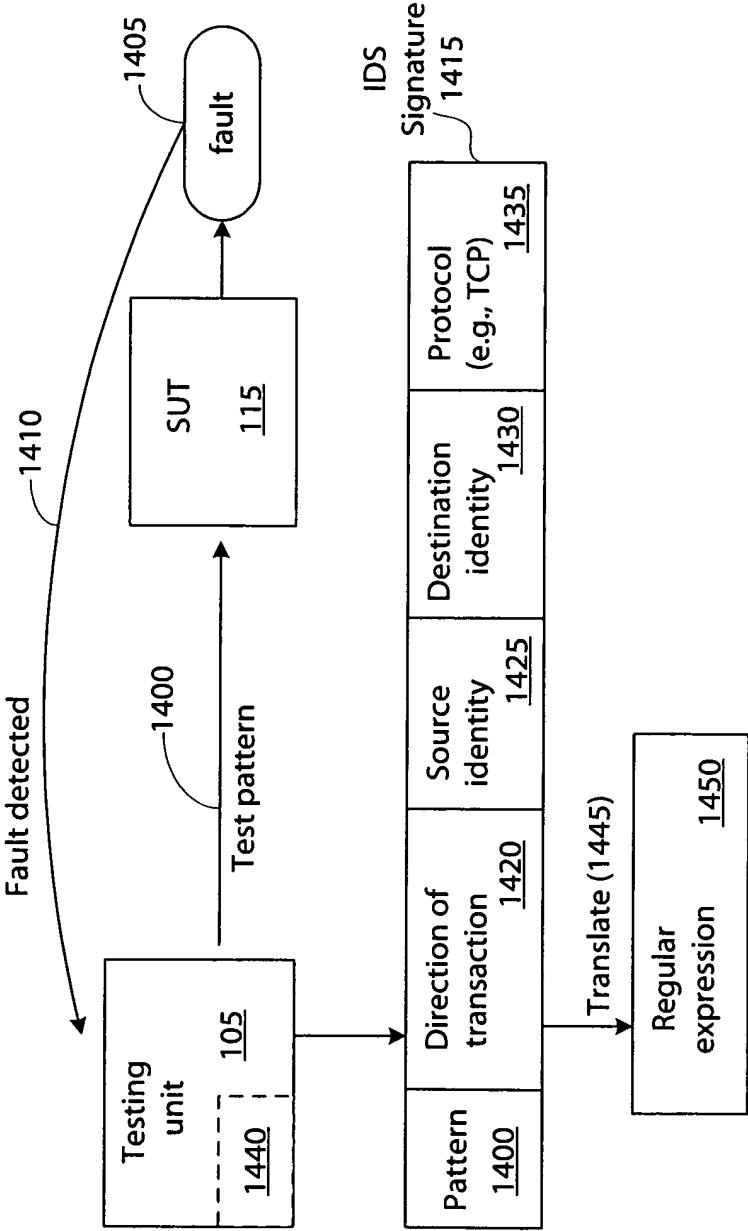 Fault detected
1410
1405
Testing
unit
105
1440
1400
Test pattern
SUT
115
fault
IDS
Signature
1415
Pattern
1400
Direction of
transaction
1420
Source
identity
1425
Destination
identity
1430
Protocol
(e.g., TCP)
1435
Translate (1445)
Regular
expression
1450